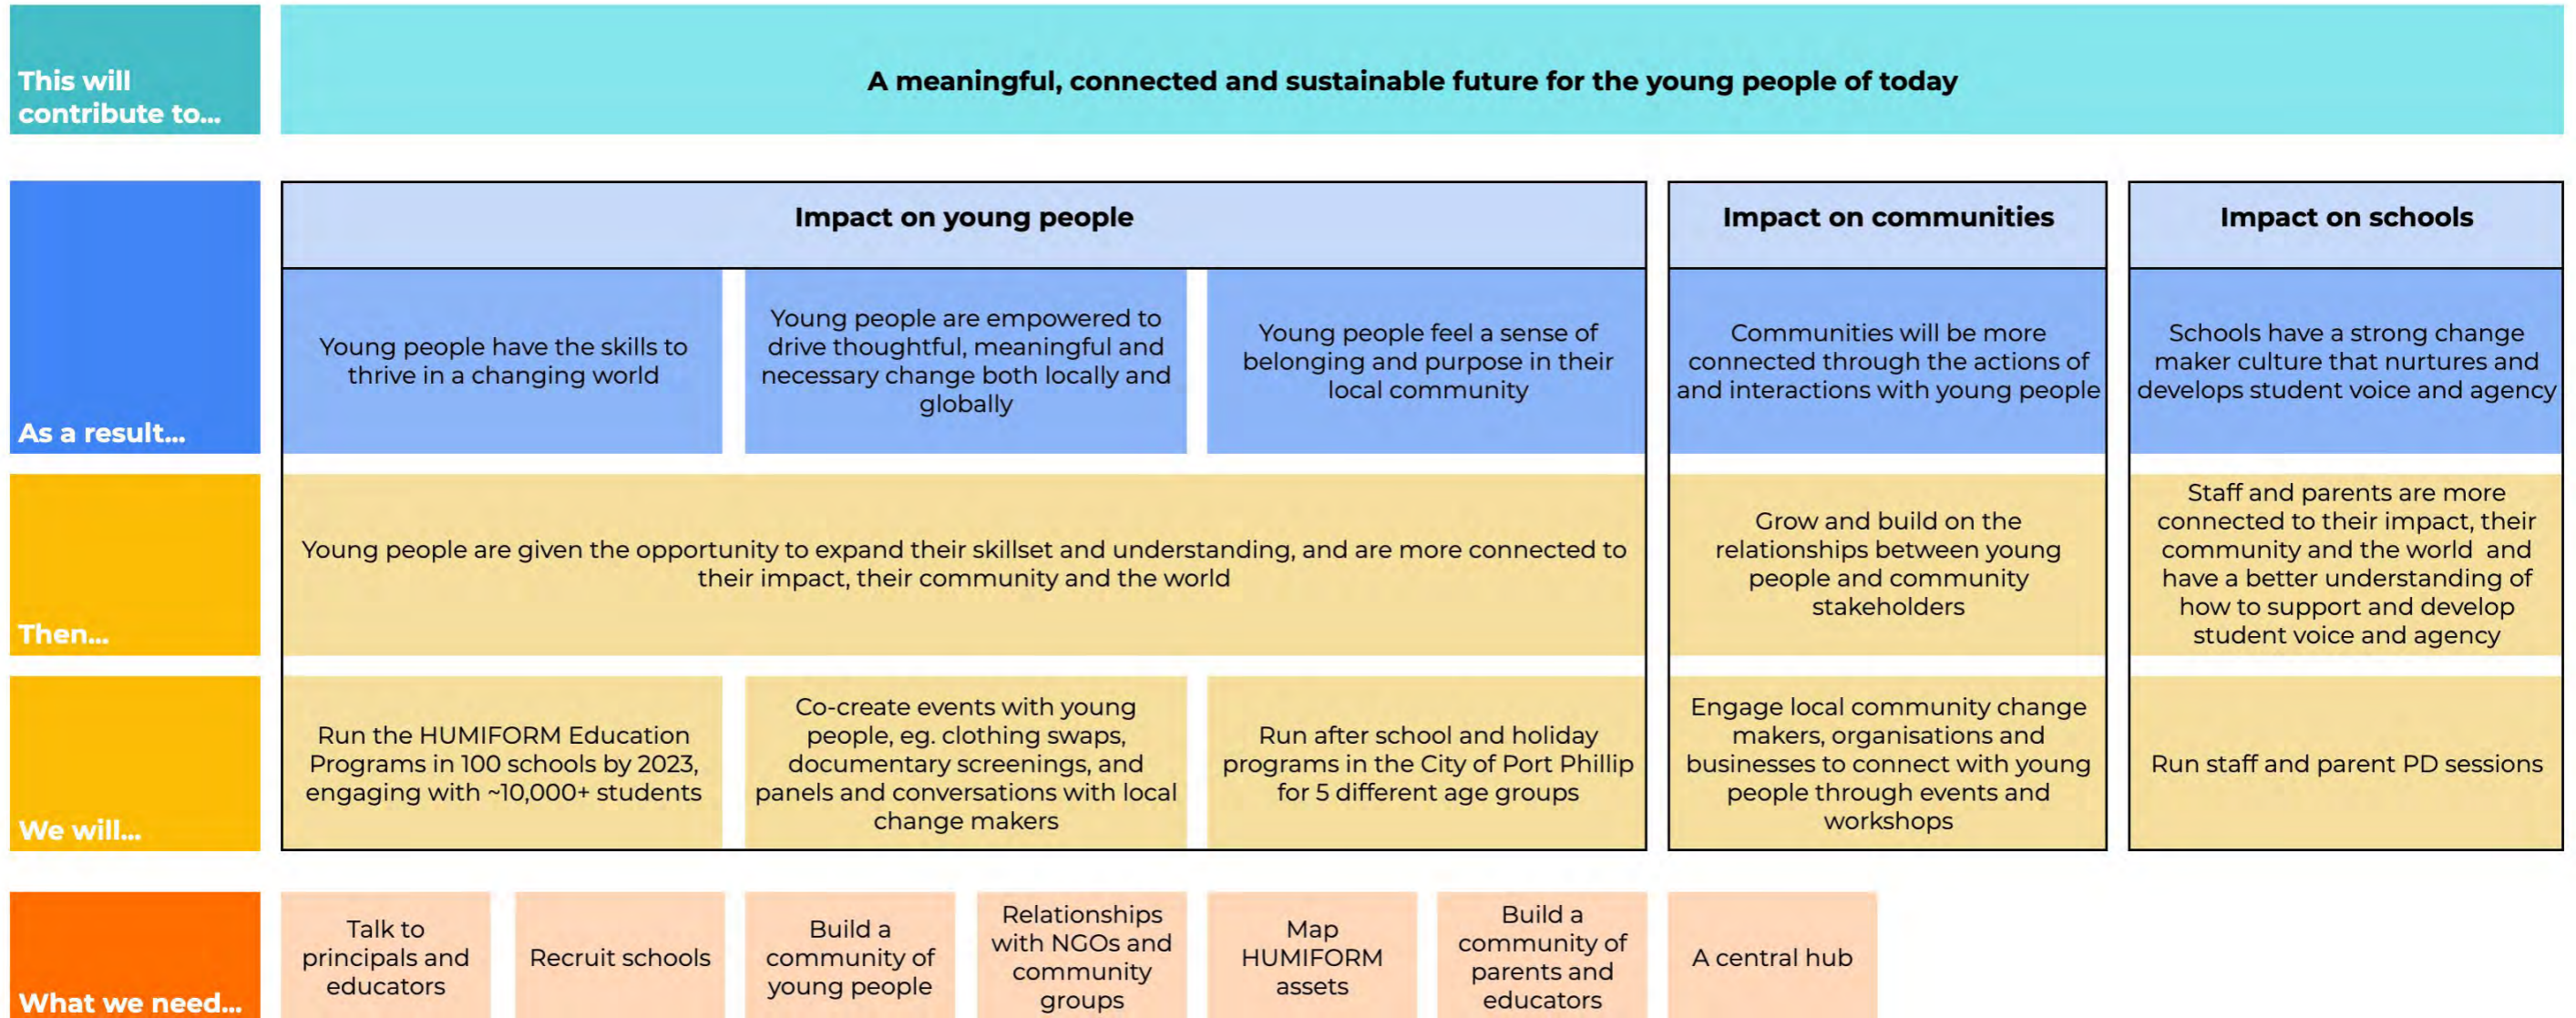 This will
contribute to...
A meaningful, connected and sustainable future for the young people of today
As a result...
Impact on young people
Young people have the skills to
thrive in a changing world
Young people are empowered to
drive thoughtful, meaningful and
necessary change both locally and
globally
Young people feel a sense of
belonging and purpose in their
local community
Impact on communities
Communities will be more
connected through the actions of
and interactions with young people
Impact on schools
Schools have a strong change
maker culture that nurtures and
develops student voice and agency
Then...
Young people are given the opportunity to expand their skillset and understanding, and are more connected to
their impact, their community and the world
Grow and build on the
relationships between young
people and community
stakeholders
Staff and parents are more
connected to their impact, their
community and the world and
have a better understanding of
how to support and develop
student voice and agency
We will...
Run the HUMIFORM Education
Programs in 100 schools by 2023,
engaging with ~10,000+ students
Co-create events with young
people, eg. clothing swaps,
documentary screenings, and
panels and conversations with local
change makers
Run after school and holiday
programs in the City of Port Phillip
for 5 different age groups
Engage local community change
makers, organisations and
businesses to connect with young
people through events and
workshops
Run staff and parent PD sessions
What we need...
Talk to
principals and
educators
Recruit schools
Build a
community of
young people
Relationships
with NGOs and
community
groups
Map
HUMIFORM
assets
Build a
community of
parents and
educators
A central hub